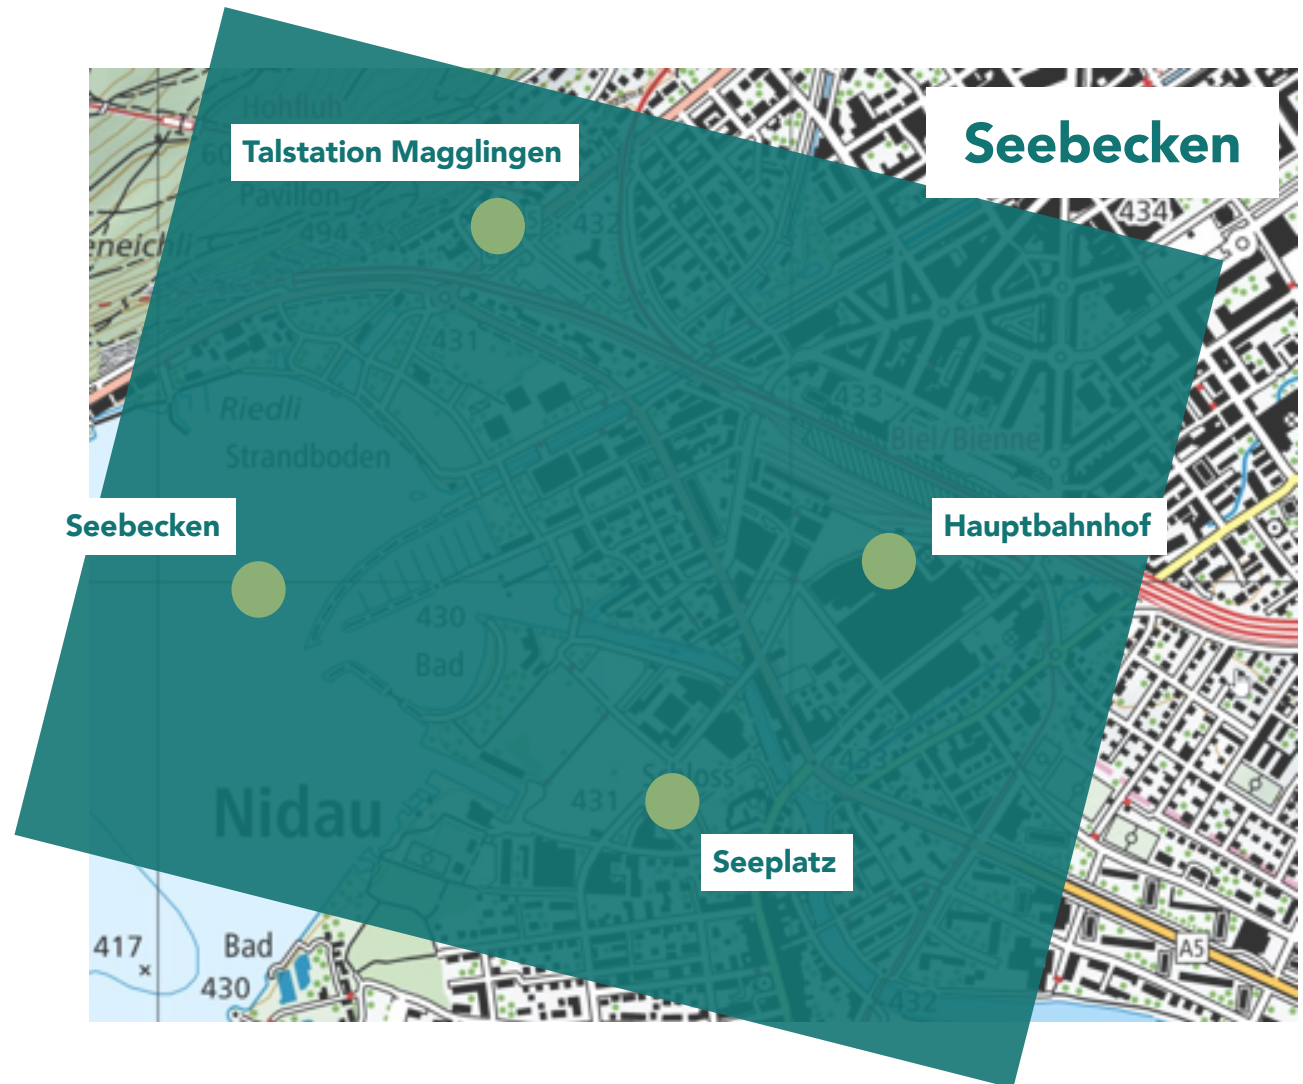 Hohfluh
Talstation Magglingen
Seebecken
60
Pavillon
434
494
432
eneichli
431
Riedli
433
Biel/Bienne
Strandboden
Seebecken
Hauptbahnhof
430
Bad
Schloss
433
Nidau
431
Seeplatz
417
Bad
A5
430
432